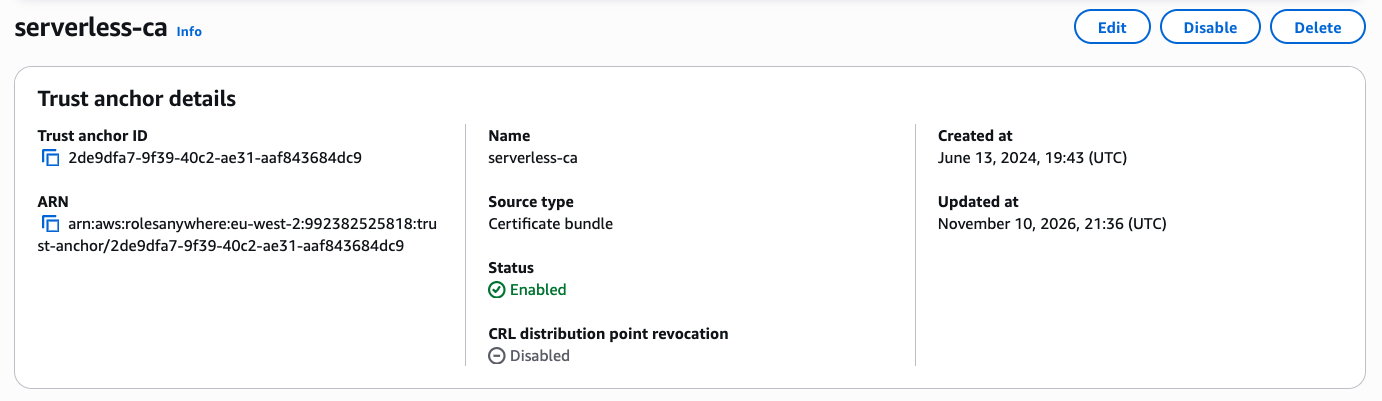 serverless-ca Info
Edit
Disable
Delete
Trust anchor details
Trust anchor ID
2de9dfa7-9f39-40c2-ae31-aaf843684dc9
ARN
arn:aws:rolesanywhere:eu-west-2:992382525818:tru
st-anchor/2de9dfa7-9f39-40c2-ae31-aaf843684dc9
Name
serverless-ca
Source type
Certificate bundle
Status
Enabled
CRL distribution point revocation
Disabled
Created at
June 13, 2024, 19:43 (UTC)
Updated at
November 10, 2026, 21:36 (UTC)